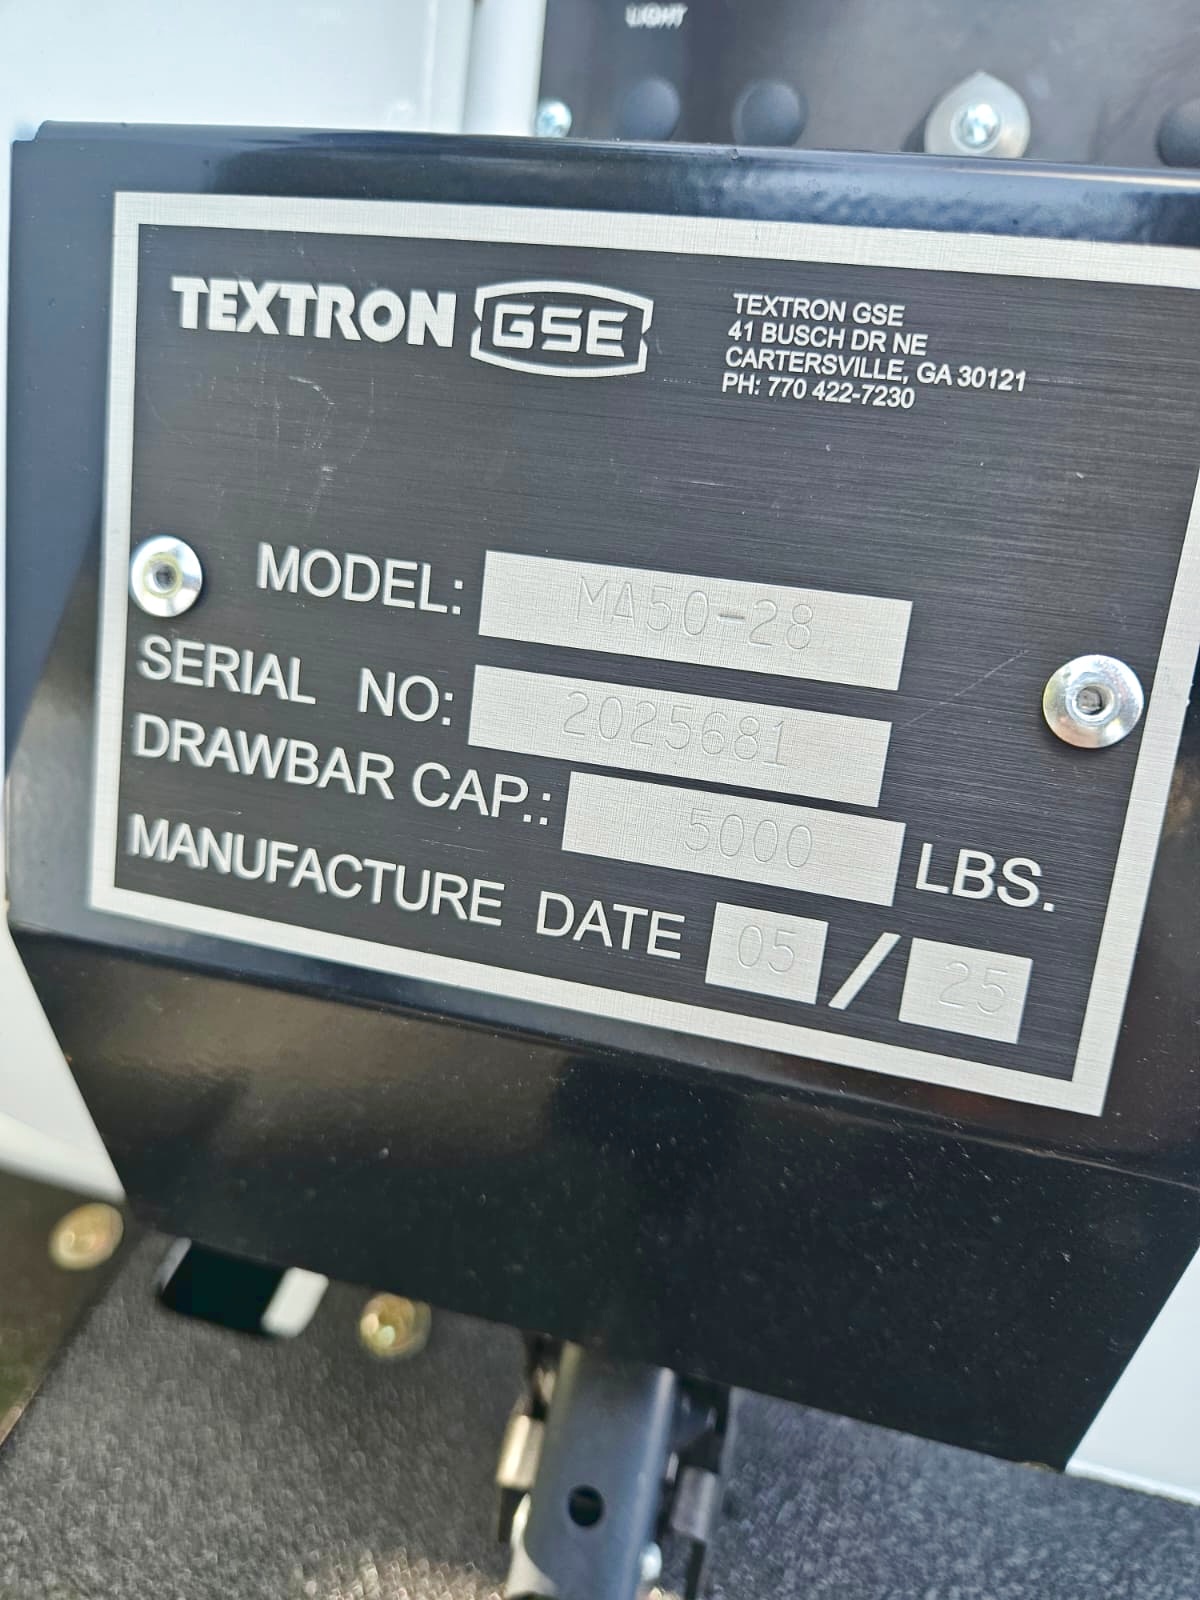 LIGHT
TEXTRON GSE
TEXTRON GSE
41 BUSCH DR NE
CARTERSVILLE, GA 30121
PH: 770 422-7230
MODEL: MA50-28
SERIAL NO: 2025681
DRAWBAR CAP.: 5000 LBS.
MANUFACTURE DATE 05 / 25